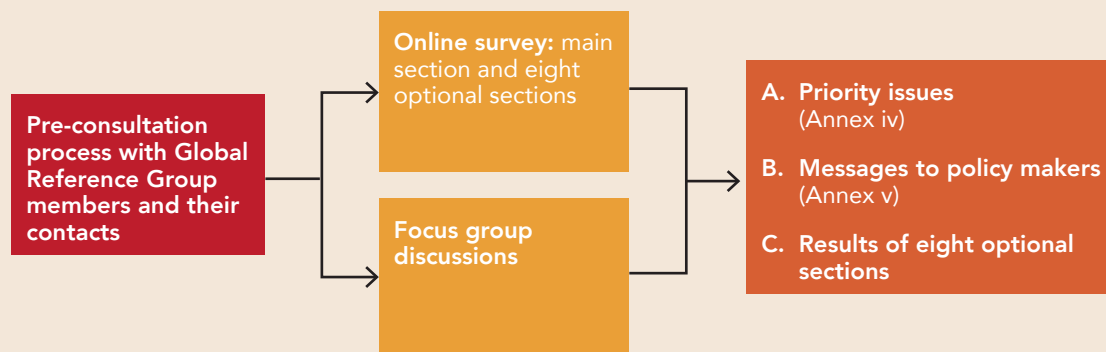 Pre-consultation
process with Global
Reference Group
members and their
contacts
Online survey: main
section and eight
optional sections
Focus group
discussions
A. Priority issues
(Annex iv)
B. Messages to policy makers
(Annex v)
C. Results of eight optional
sections